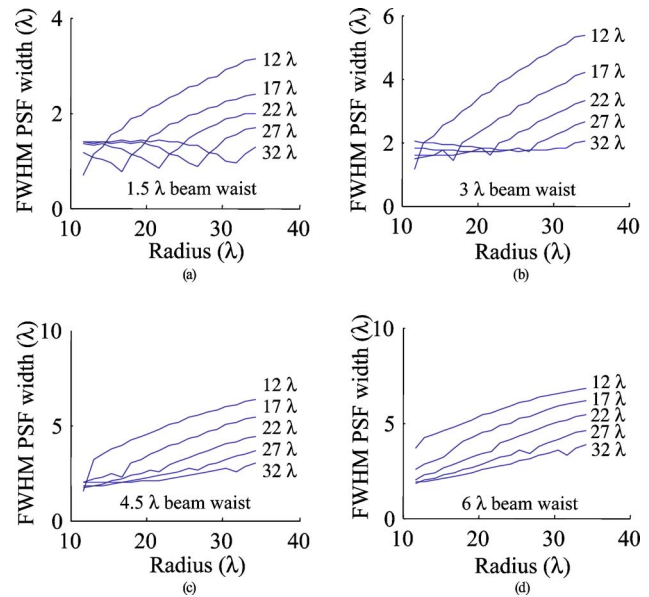 FWHM PSF width (λ)
4
2
0
12 λ
17 λ
22 λ
27 λ
32 λ
1.5 λ beam waist
10 20 30 40
Radius (λ)
(a)
FWHM PSF width (λ)
6
4
2
0
12 λ
17 λ
22 λ
27 λ
32 λ
3 λ beam waist
10 20 30 40
Radius (λ)
(b)
FWHM PSF width (λ)
10
5
0
12 λ
17 λ
22 λ
27 λ
32 λ
4.5 λ beam waist
10 20 30 40
Radius (λ)
(c)
FWHM PSF width (λ)
10
5
0
12 λ
17 λ
22 λ
27 λ
32 λ
6 λ beam waist
10 20 30 40
Radius (λ)
(d)